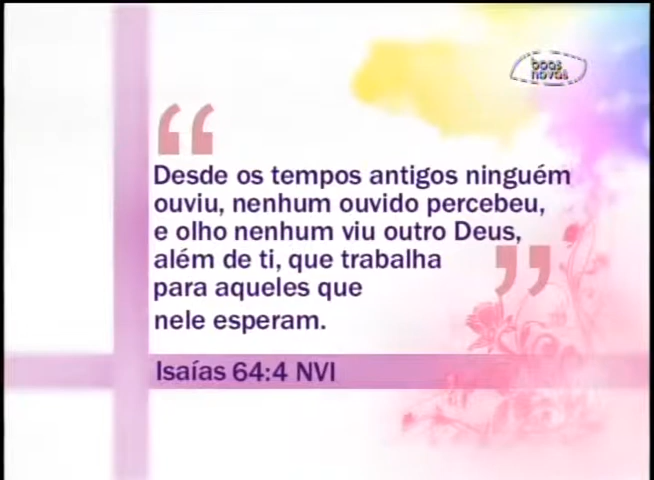 boas
novas
“
Desde os tempos antigos ninguém
ouviu, nenhum ouvido percebeu,
e olho nenhum viu outro Deus,
além de ti, que trabalha
para aqueles que
nele esperam.
”
Isaías 64:4 NVI